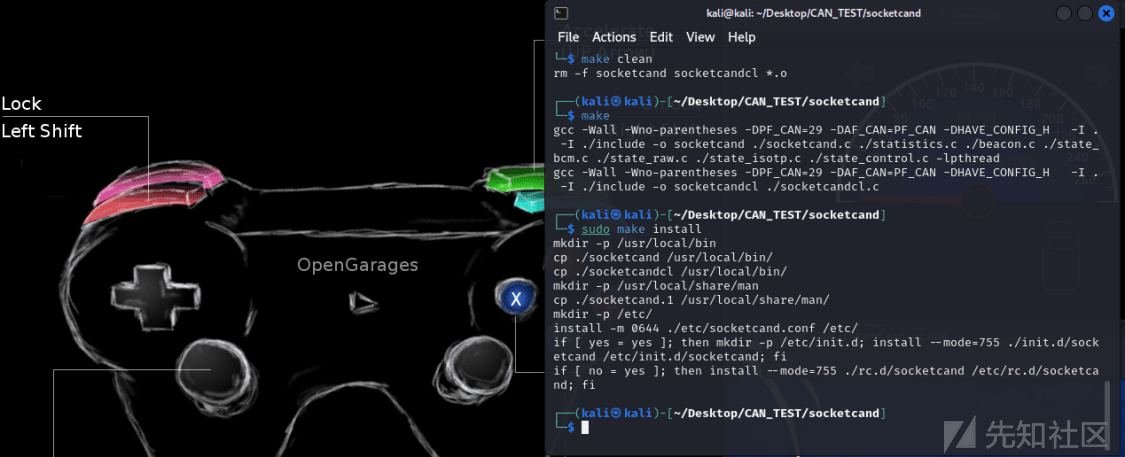 Lock
Left Shift
OpenGarages
X
kali@kali: ~/Desktop/CAN_TEST/socketcand
File Actions Edit View Help
└─$ make clean
rm -f socketcand socketcandcl *.o
┌──(kali㉿kali)-[~/Desktop/CAN_TEST/socketcand]
└─$ make
gcc -Wall -Wno-parentheses -DPF_CAN=29 -DAF_CAN=PF_CAN -DHAVE_CONFIG_H   -I .
 -I ./include -o socketcand ./socketcand.c ./statistics.c ./beacon.c ./state_
bcm.c ./state_raw.c ./state_isotp.c ./state_control.c -lpthread
gcc -Wall -Wno-parentheses -DPF_CAN=29 -DAF_CAN=PF_CAN -DHAVE_CONFIG_H   -I .
 -I ./include -o socketcandcl ./socketcandcl.c
┌──(kali㉿kali)-[~/Desktop/CAN_TEST/socketcand]
└─$ sudo make install
mkdir -p /usr/local/bin
cp ./socketcand /usr/local/bin/
cp ./socketcandcl /usr/local/bin/
mkdir -p /usr/local/share/man
cp ./socketcand.1 /usr/local/share/man/
mkdir -p /etc/
install -m 0644 ./etc/socketcand.conf /etc/
if [ yes = yes ]; then mkdir -p /etc/init.d; install --mode=755 ./init.d/sock
etcand /etc/init.d/socketcand; fi
if [ no = yes ]; then install --mode=755 ./rc.d/socketcand /etc/rc.d/socketca
nd; fi
┌──(kali㉿kali)-[~/Desktop/CAN_TEST/socketcand]
└─$
先知社区